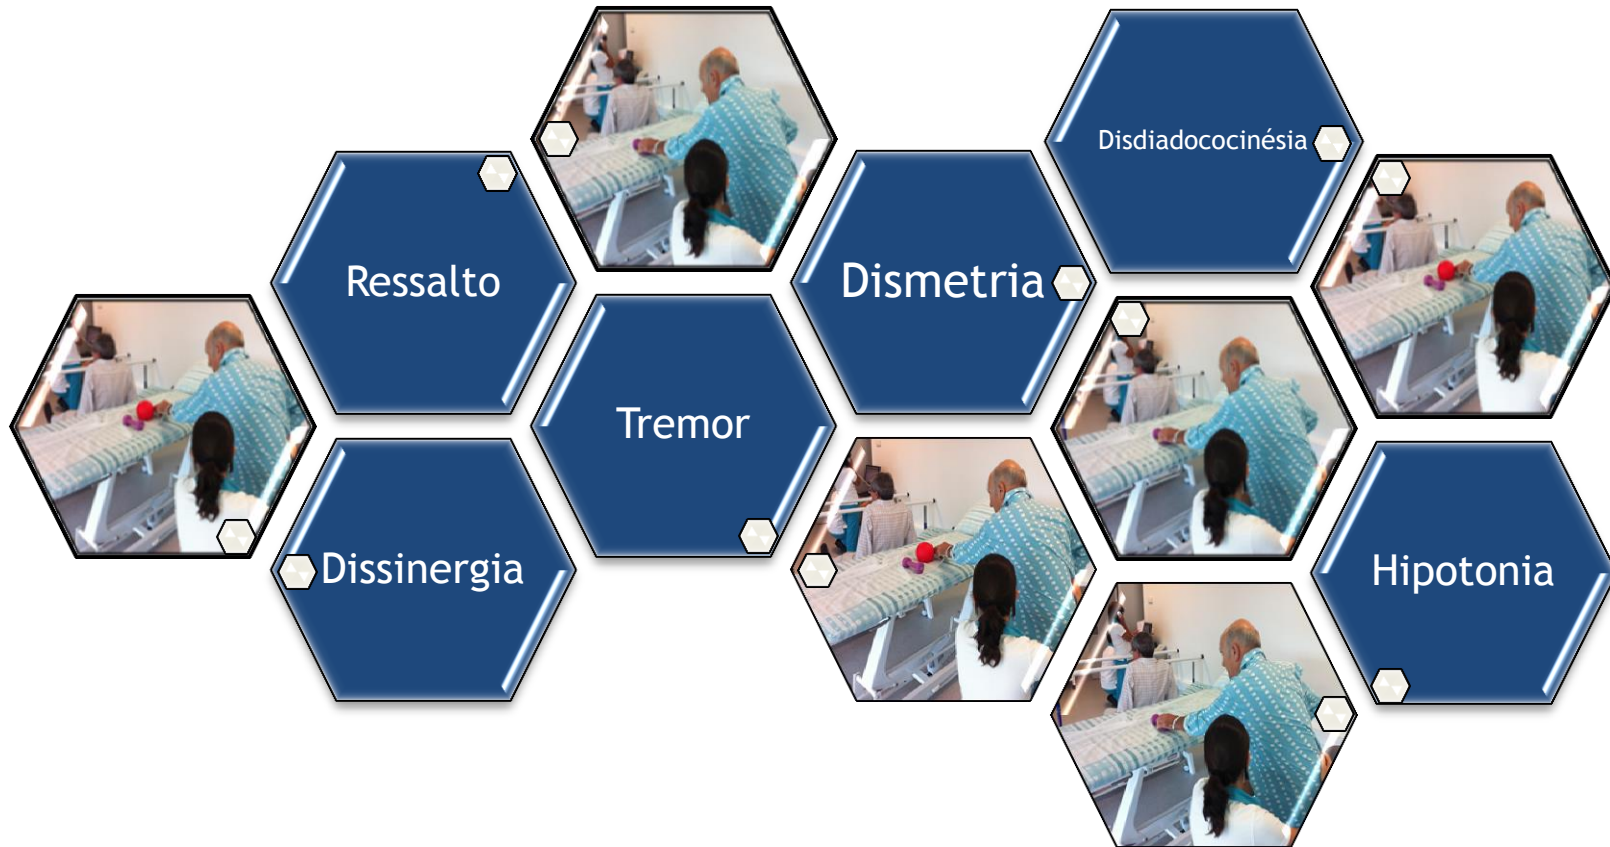 Disdiadococinésia
Ressalto
Dismetria
Tremor
Dissinergia
Hipotonia